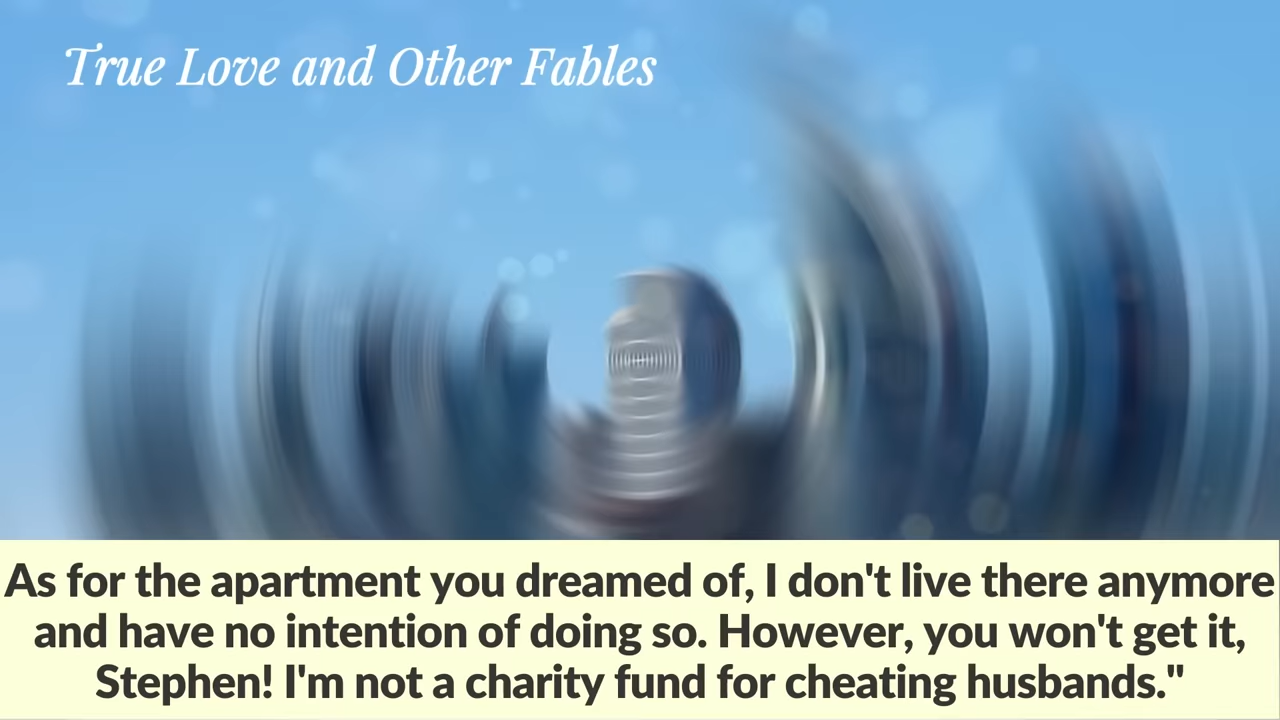 True Love and Other Fables
As for the apartment you dreamed of, I don't live there anymore
and have no intention of doing so. However, you won't get it,
Stephen! I'm not a charity fund for cheating husbands."